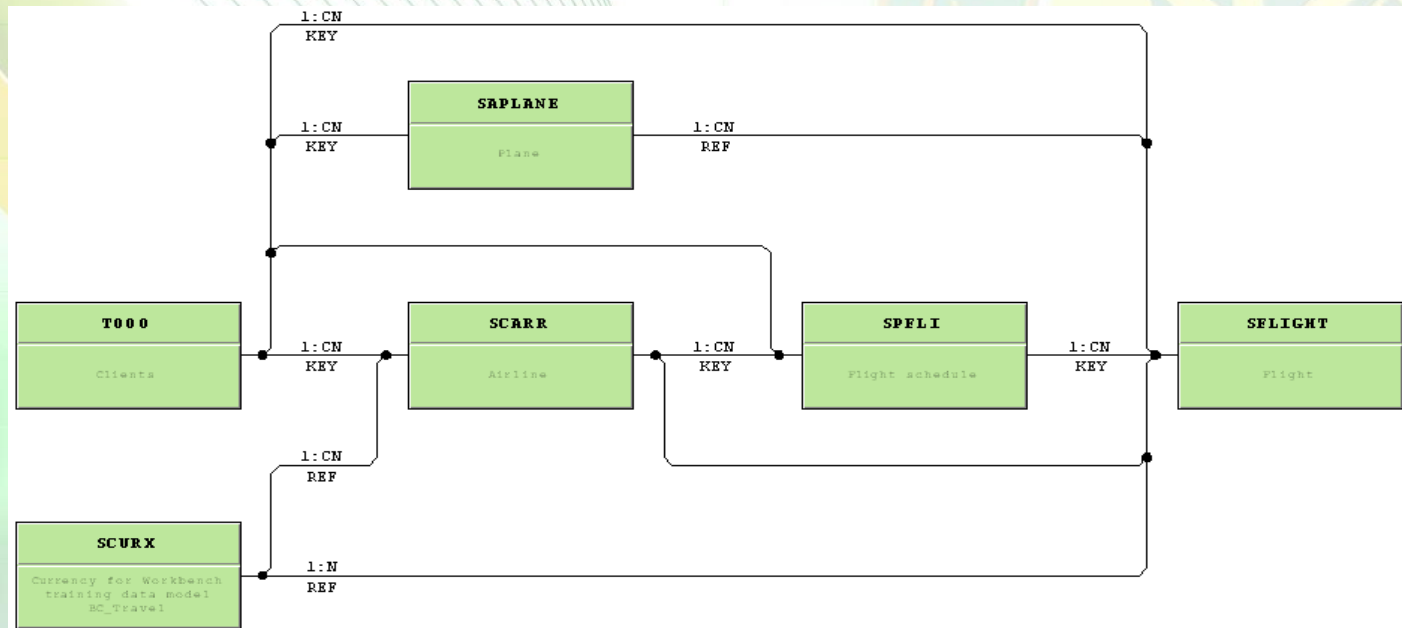 1:CN
KEY
SAPLANE
Plane
1:CN
KEY
1:CN
REF
T000
Clients
1:CN
KEY
SCARR
Airline
1:CN
KEY
SPFLI
Flight schedule
1:CN
KEY
SFLIGHT
Flight
1:CN
REF
SCURX
Currency for Workbench
training data model
BC_Travel
1:N
REF